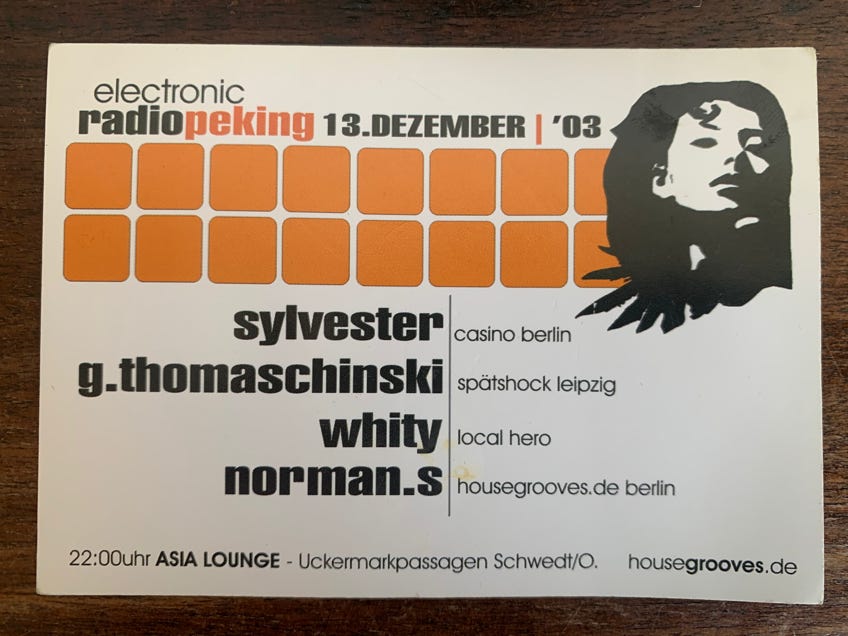 electronic
radiopeking 13.DEZEMBER | '03
sylvester casino berlin
g.thomaschinski spätshock leipzig
whity local hero
norman.s housegrooves.de berlin
22:00uhr ASIA LOUNGE - Uckermarkpassagen Schwedt/O. housegrooves.de